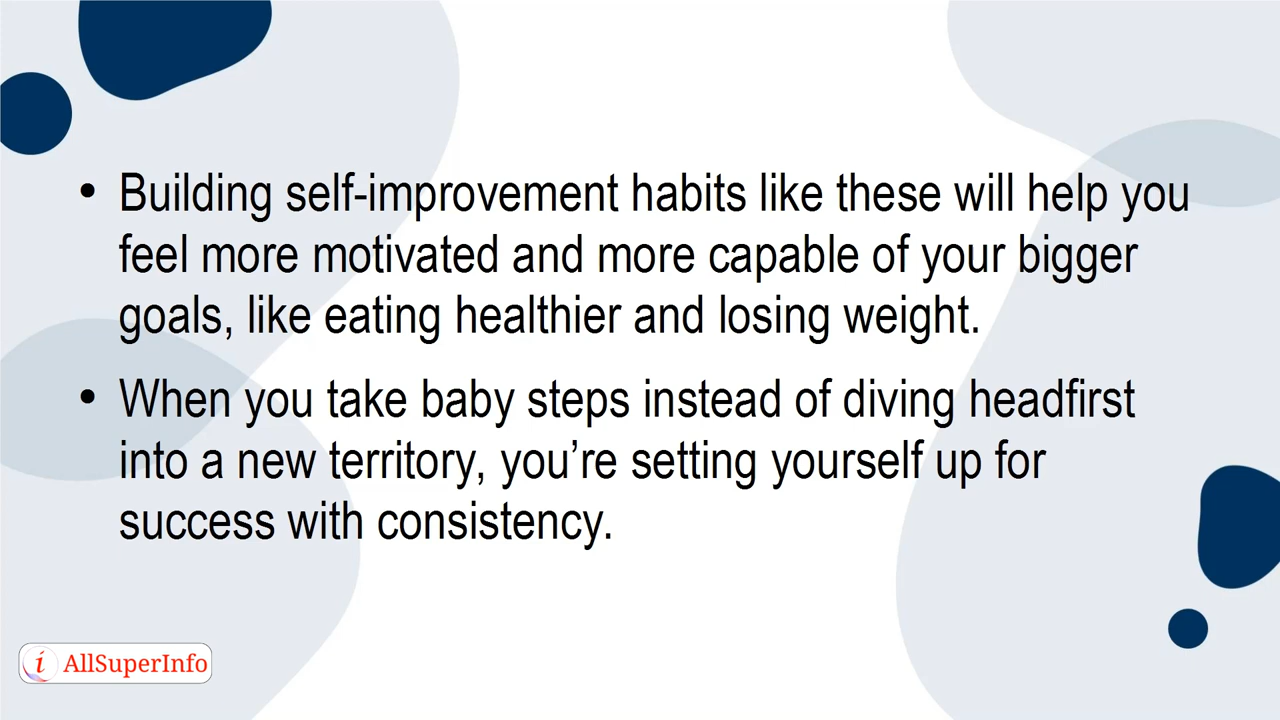 • Building self-improvement habits like these will help you
feel more motivated and more capable of your bigger
goals, like eating healthier and losing weight.
• When you take baby steps instead of diving headfirst
into a new territory, you’re setting yourself up for
success with consistency.
i AllSuperInfo